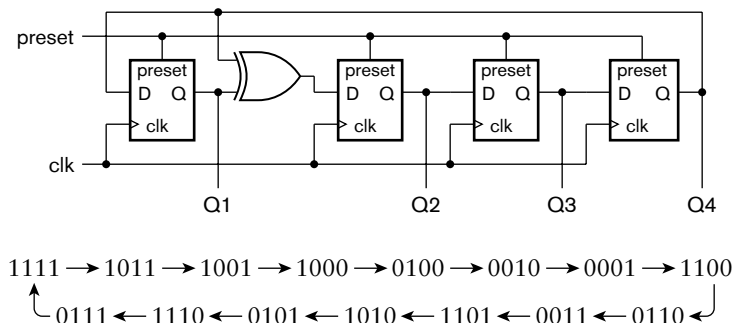 preset
preset preset preset preset
D Q D Q D Q D Q
clk clk clk clk
clk
Q1 Q2 Q3 Q4
1111 → 1011 → 1001 → 1000 → 0100 → 0010 → 0001 → 1100
0111 ← 1110 ← 0101 ← 1010 ← 1101 ← 0011 ← 0110